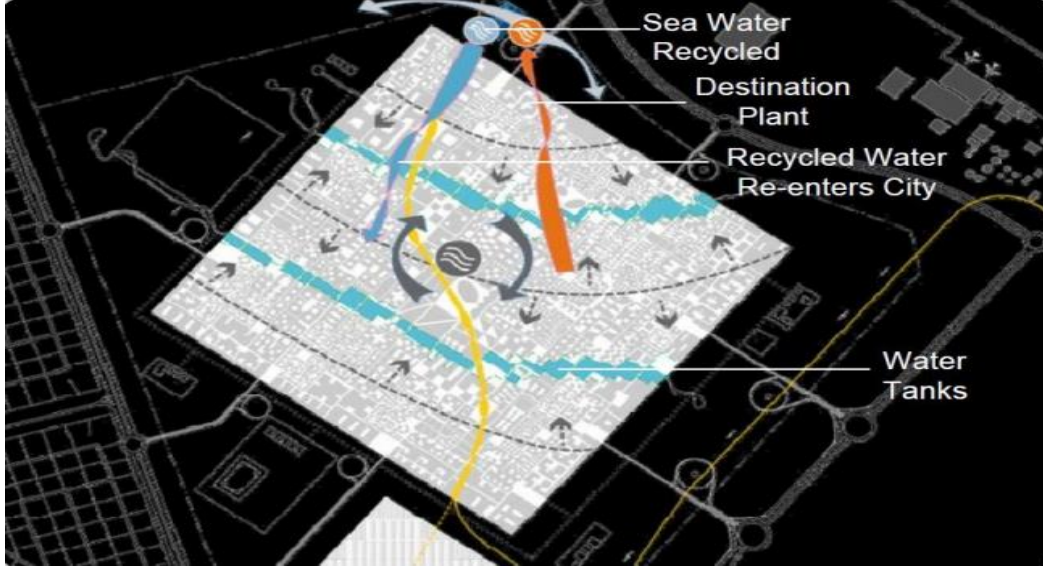 Sea Water
Recycled
Destination
Plant
Recycled Water
Re-enters City
Water
Tanks